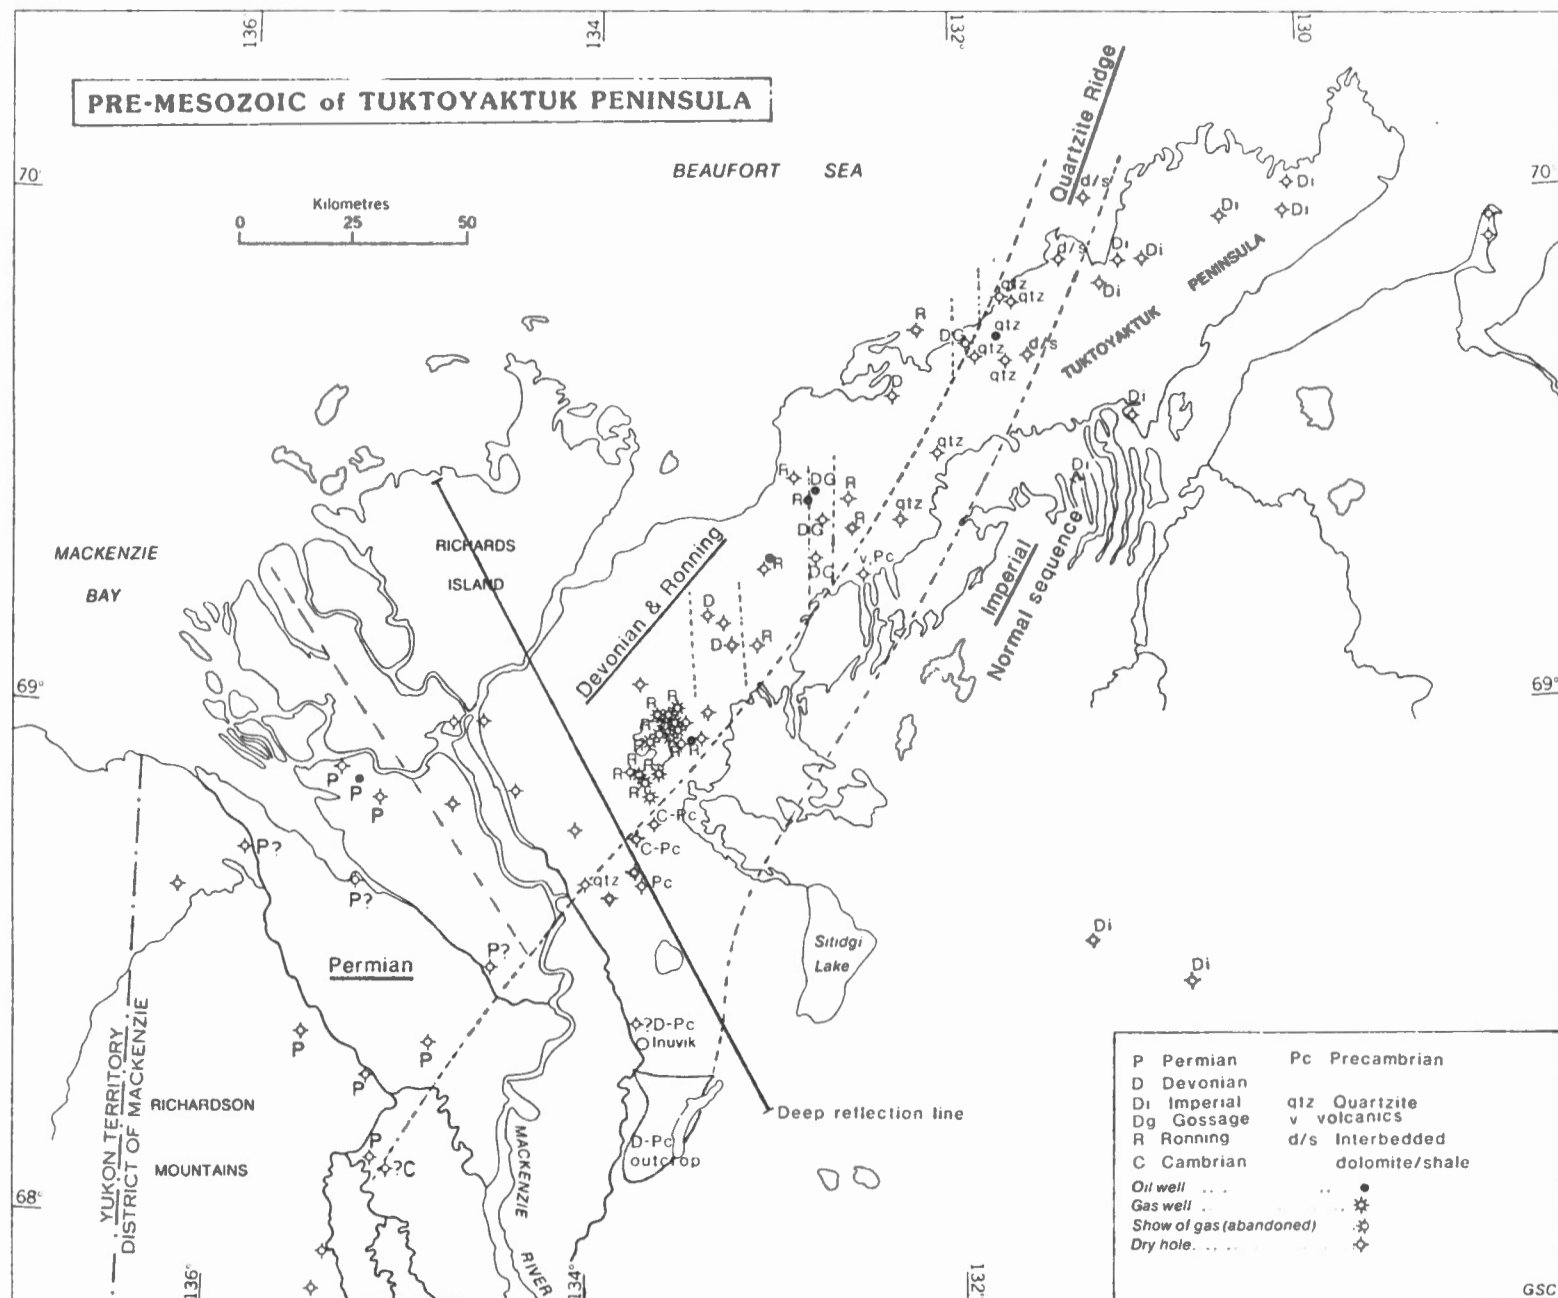 136°
134
132°
130
PRE-MESOZOIC of TUKTOYAKTUK PENINSULA
Quartzite Ridge
BEAUFORT SEA
70°
70°
d/s
Di
Di
Di
Di
Kilometres
0 25 50
d/s
Di
Di
Di
PENINSULA
TUKTOYAKTUK
qtz
qtz
R
DG
qtz
qtz
d/s
qtz
D
Di
qtz
Di
R
DG
R
R
qtz
DG
R
MACKENZIE
BAY
RICHARDS
ISLAND
R
DG
v.Pc
Devonian & Ronning
Imperial
Normal sequence
D
D
R
69°
69°
R
R
R
R
R
R
R
R
R
R
P
P
P
C-Pc
C-Pc
P?
qtz
Pc
P?
P?
Permian
Sitidgi
Lake
Di
Di
P
P
P
?D-Pc
Inuvik
YUKON TERRITORY
DISTRICT OF MACKENZIE
RICHARDSON
MOUNTAINS
P
?C
MACKENZIE
RIVER
D-Pc
outcrop
Deep reflection line
68°
P Permian Pc Precambrian
D Devonian
Di Imperial qtz Quartzite
Dg Gossage v volcanics
R Ronning d/s Interbedded
C Cambrian dolomite/shale
Oil well
Gas well
Show of gas (abandoned)
Dry hole
136°
134°
132°
GSC